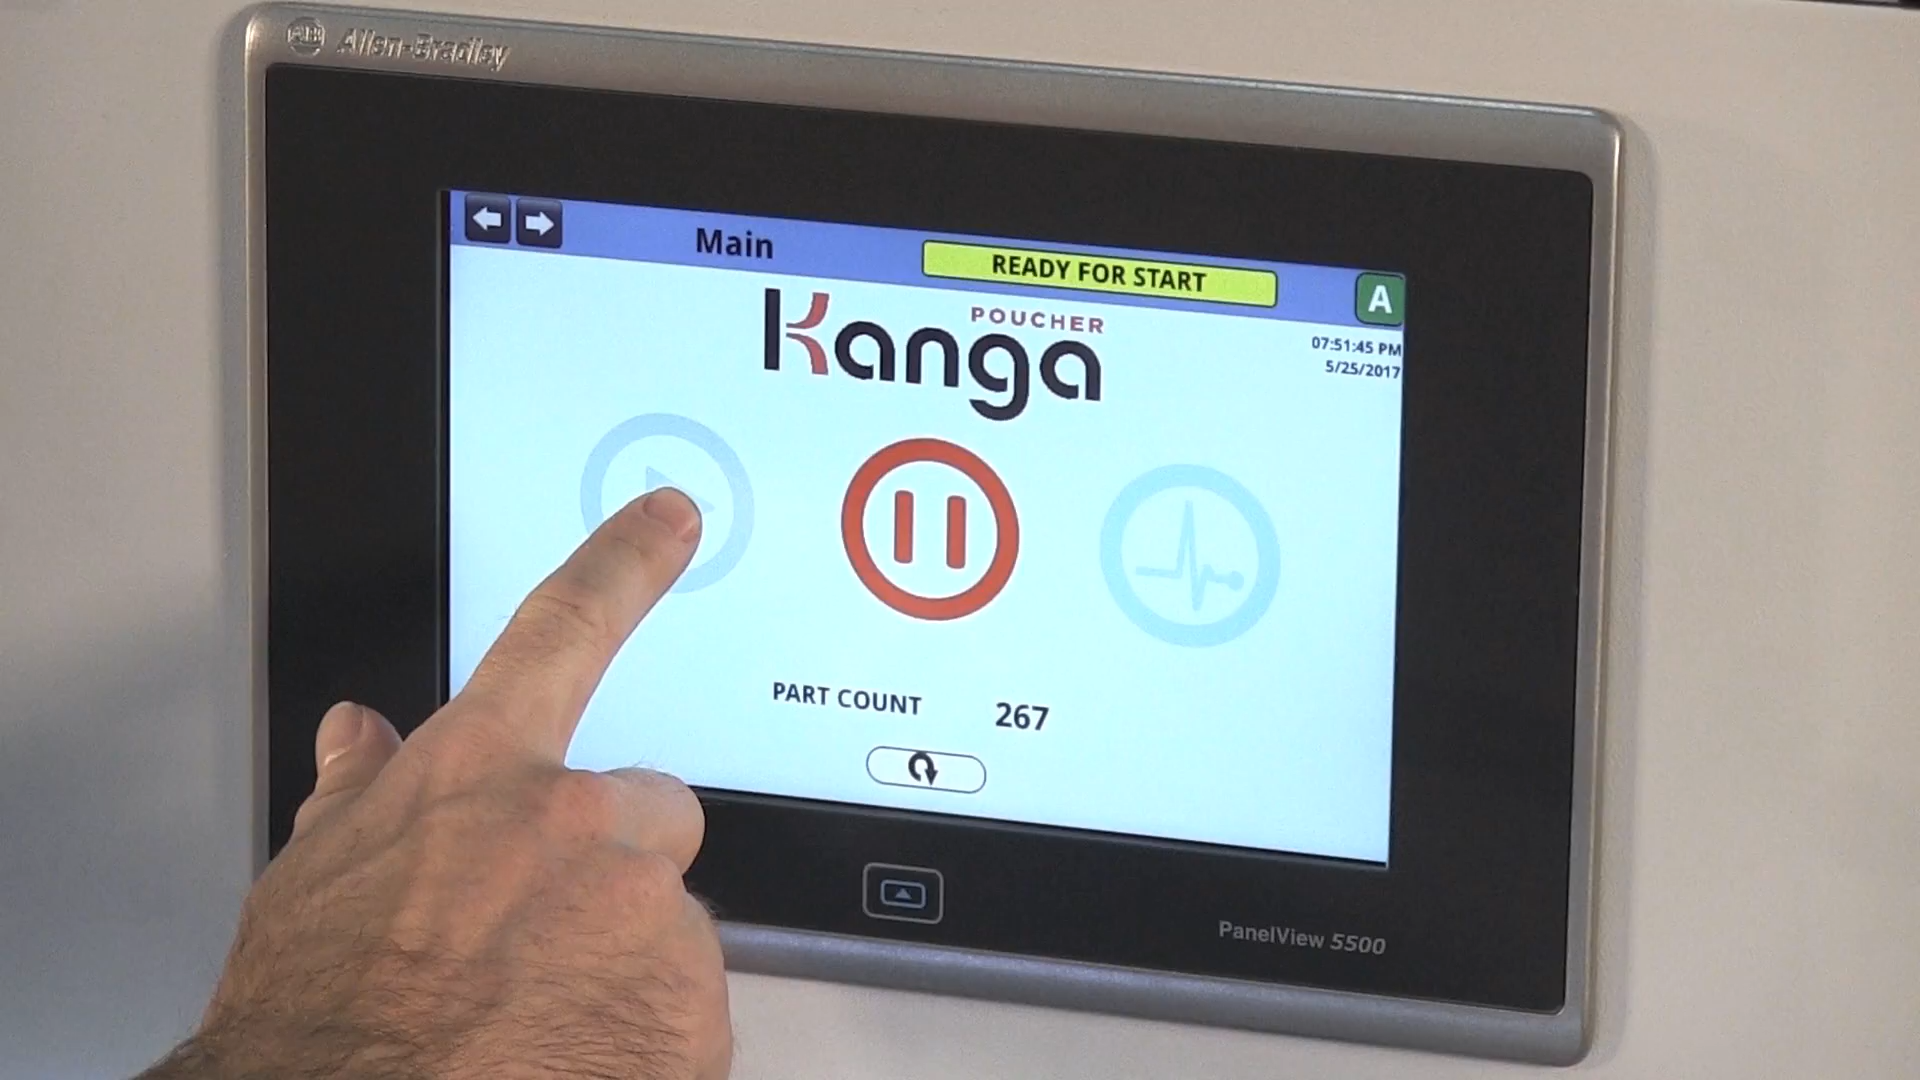 AB Allen-Bradley
Main
READY FOR START
A
POUCHER
Kanga
07:51:45 PM
5/25/2017
PART COUNT 267
PanelView 5500